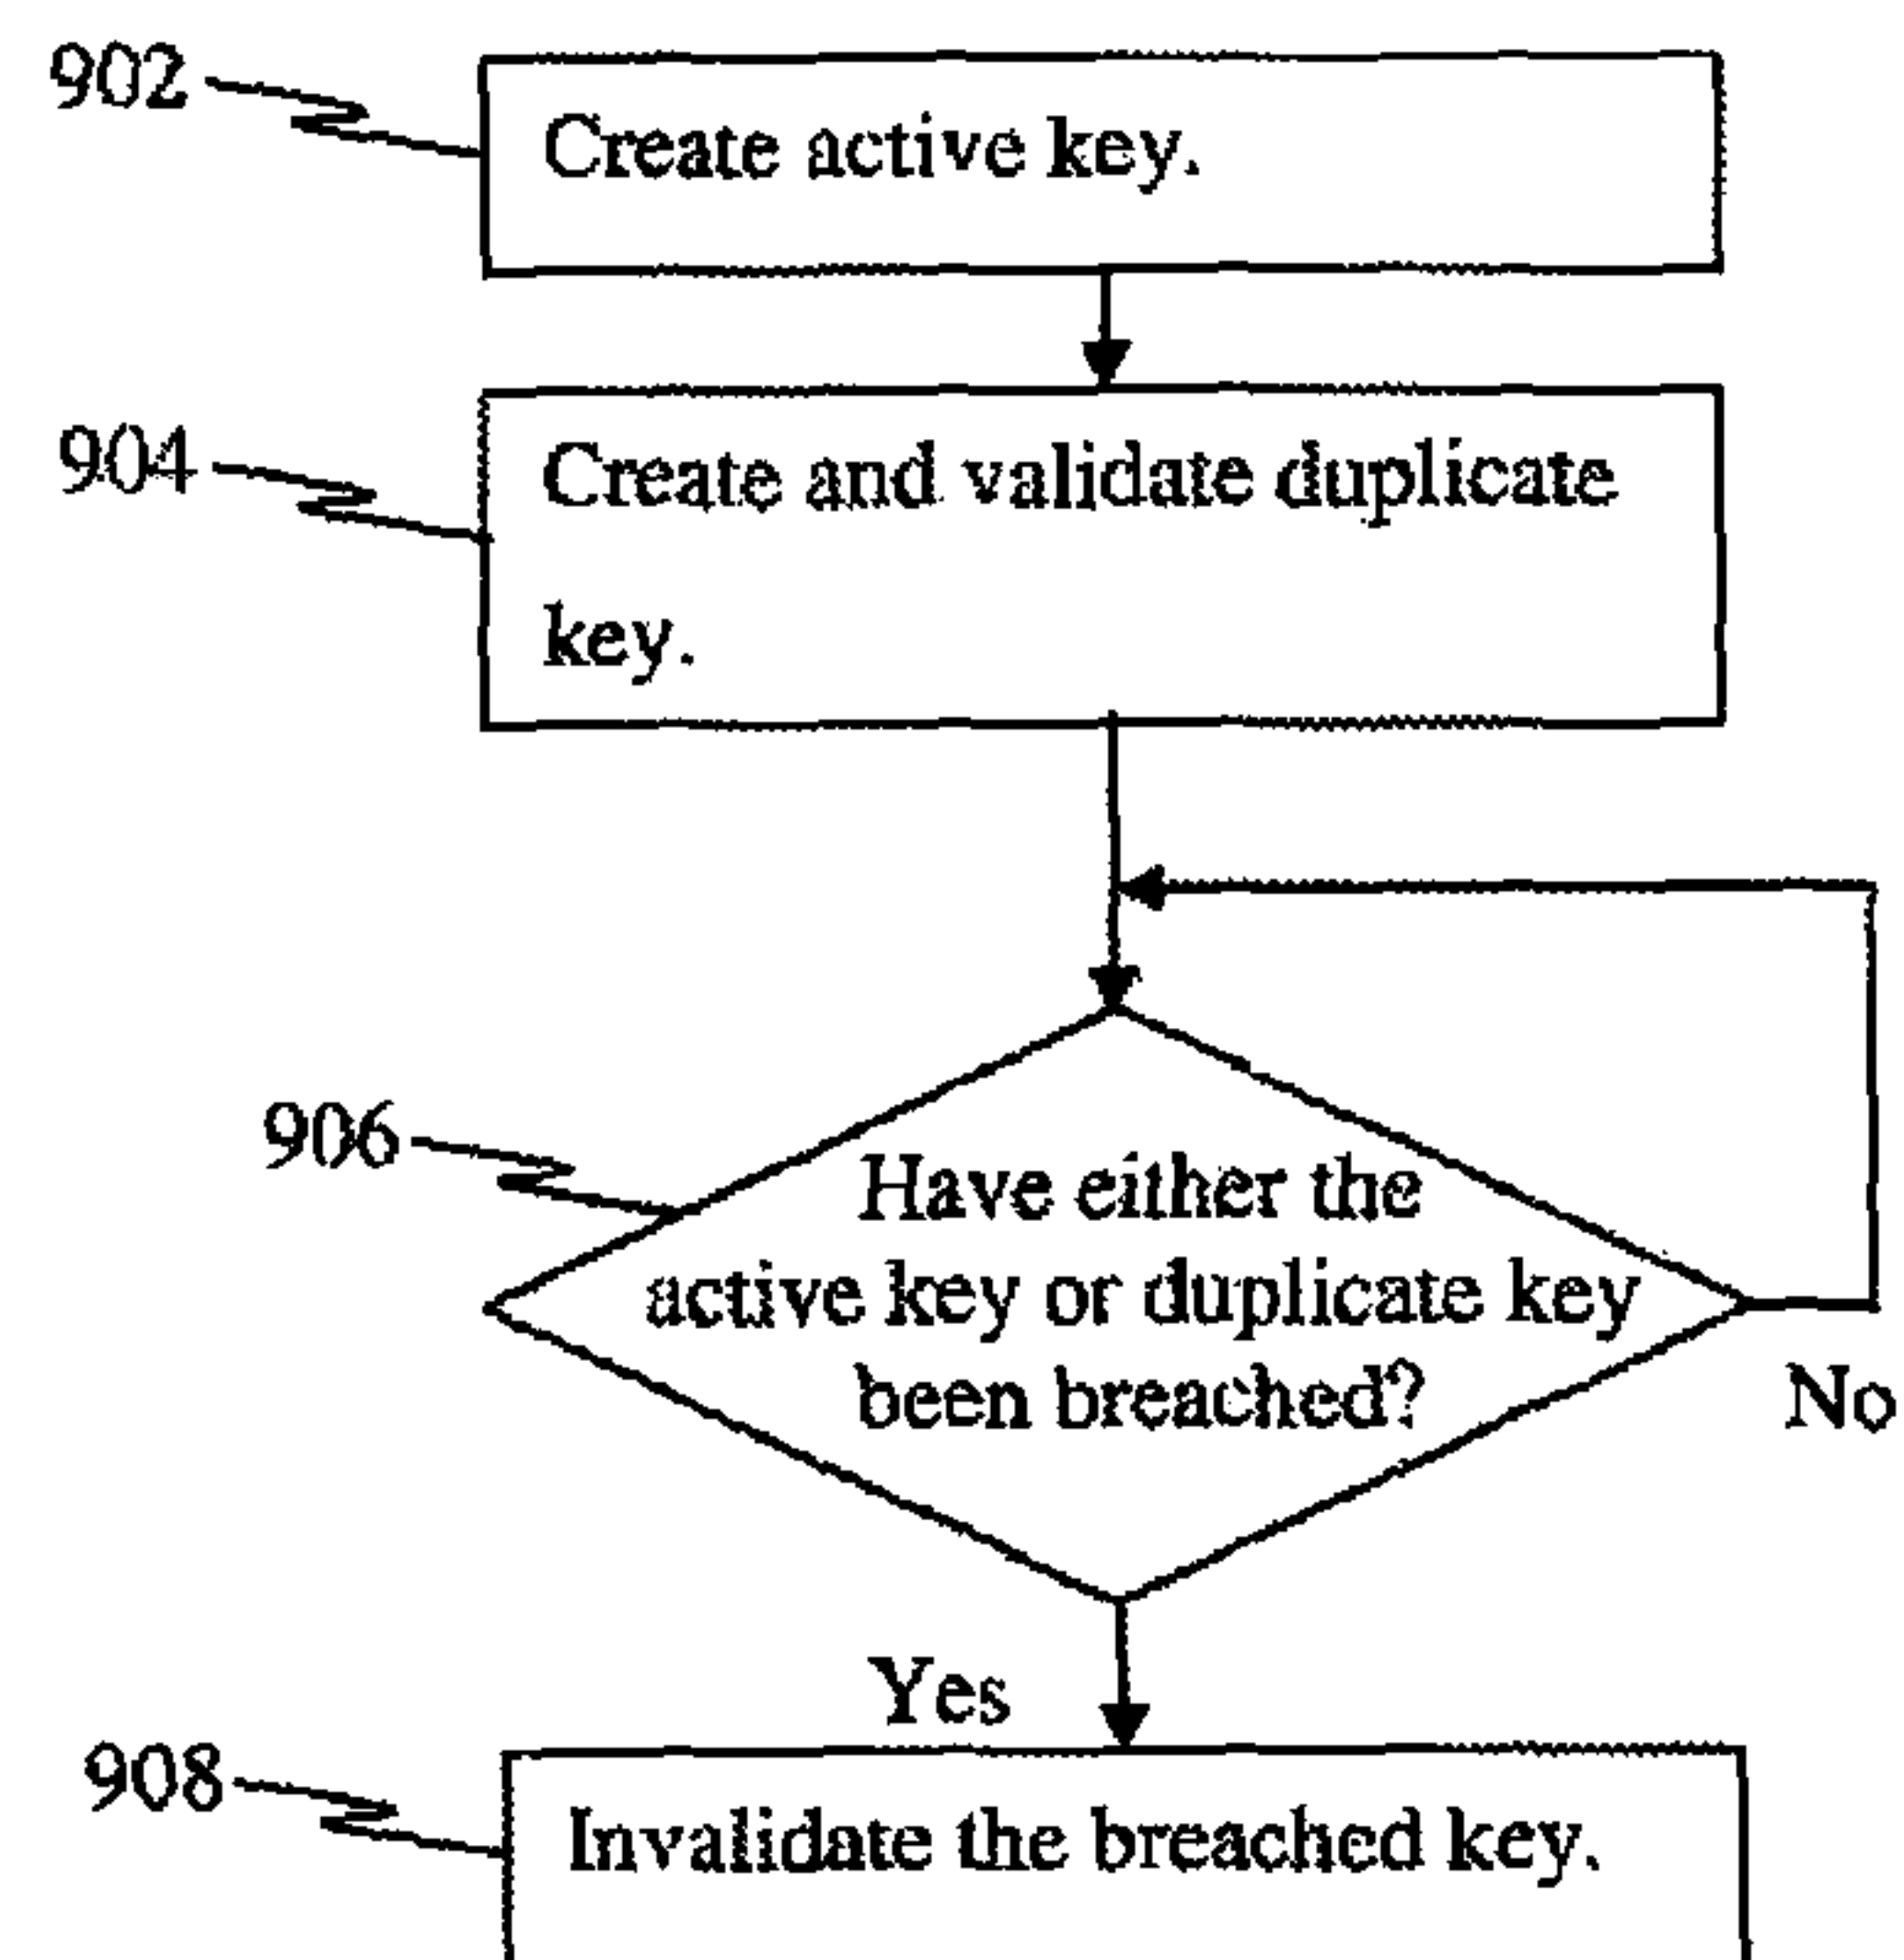 902
Create active key.
904
Create and validate duplicate
key.
906
Have either the
active key or duplicate key
been breached?
No
Yes
908
Invalidate the breached key.